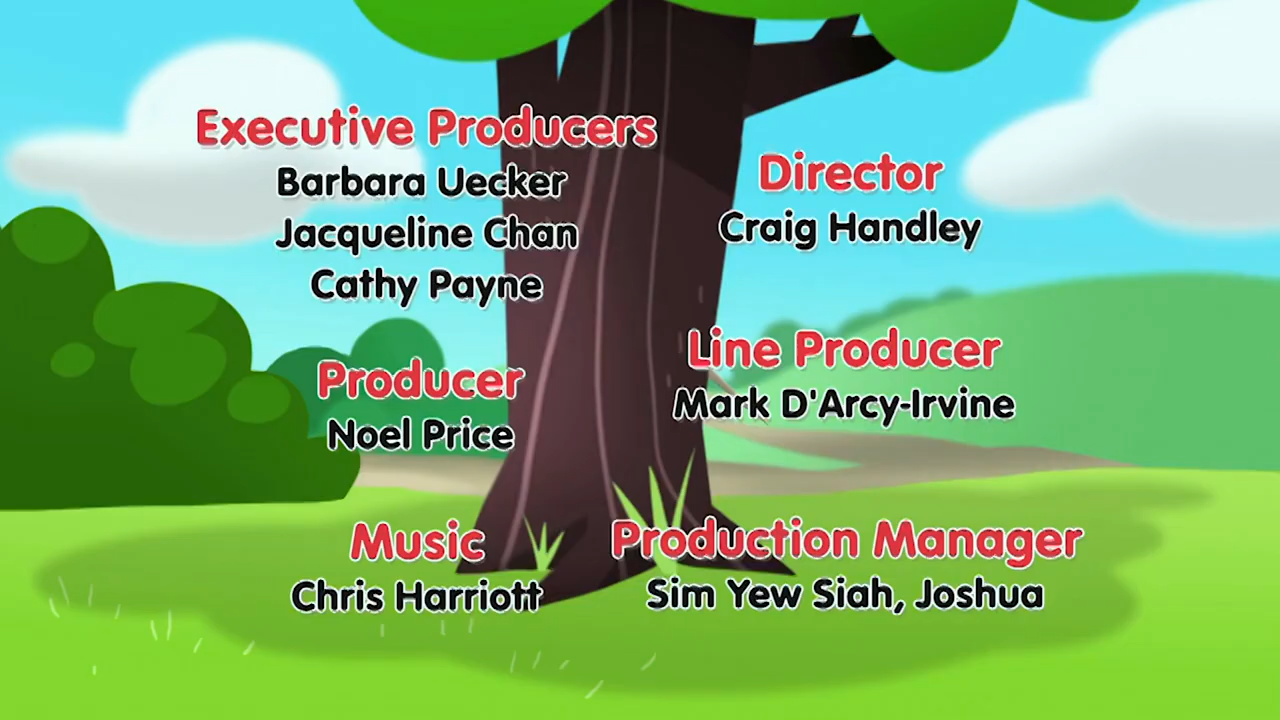 Executive Producers
Barbara Uecker
Jacqueline Chan
Cathy Payne
Producer
Noel Price
Music
Chris Harriott
Director
Craig Handley
Line Producer
Mark D'Arcy-Irvine
Production Manager
Sim Yew Siah, Joshua